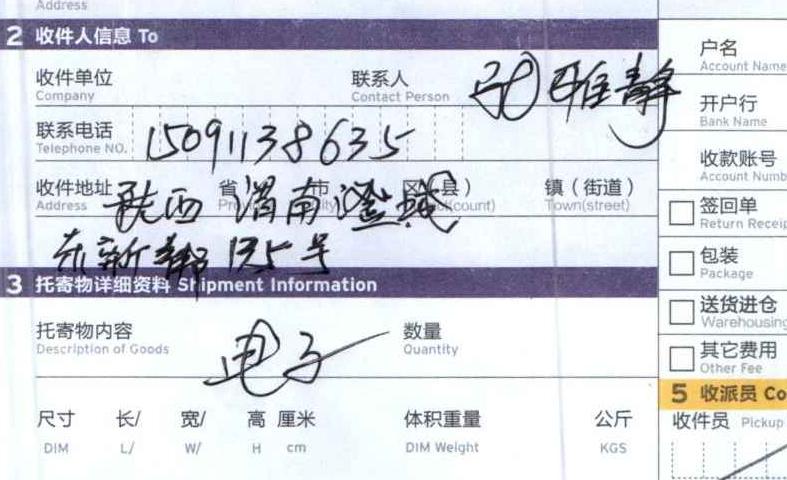 Address
2 收件人信息 To
收件单位 联系人 雅静
Company Contact Person
联系电话 15091138635
Telephone NO.
收件地址 陕西 省 渭南 市 澄城 区(县) 镇(街道)
Address Town(street)
新 135号
3 托寄物详细资料 Shipment Information
托寄物内容 电子 数量
Description of Goods Quantity
尺寸 长/ 宽/ 高 厘米 体积重量 公斤
DIM L/ W/ H cm DIM Weight KGS
户名
Account Name
开户行
Bank Name
收款账号
Account Numb
签回单
Return Receip
包装
Package
送货进仓
Warehousing
其它费用
Other Fee
5 收派员 Co
收件员 Pickup